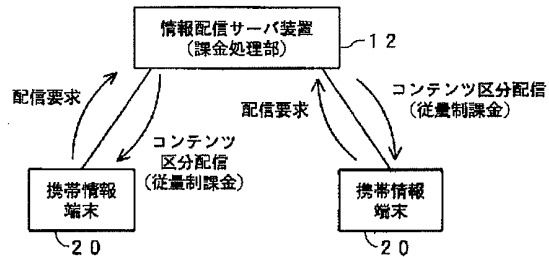 情報配信サーバ装置
(課金処理部)
12
配信要求
コンテンツ
区分配信
(従量制課金)
配信要求
コンテンツ区分配信
(従量制課金)
携帯情報
端末
20
携帯情報
端末
20